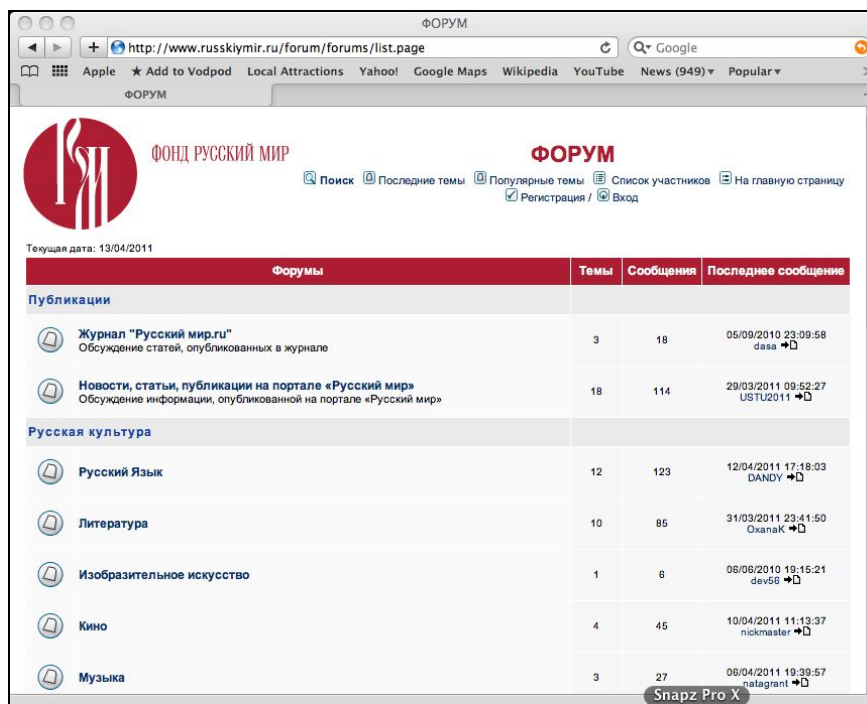 ФОРУМ
http://www.russkiymir.ru/forum/forums/list.page
Google
Apple ★ Add to Vodpod Local Attractions Yahoo! Google Maps Wikipedia YouTube News (949) Popular
ФОРУМ
ФОНД РУССКИЙ МИР
ФОРУМ
Поиск Последние темы Популярные темы Список участников На главную страницу
Регистрация / Вход
Текущая дата: 13/04/2011
Форумы Темы Сообщения Последнее сообщение
Публикации
Журнал "Русский мир.ru"
Обсуждение статей, опубликованных в журнале
3 18 05/09/2010 23:09:58
dasa
Новости, статьи, публикации на портале «Русский мир»
Обсуждение информации, опубликованной на портале «Русский мир»
18 114 29/03/2011 09:52:27
USTU2011
Русская культура
Русский Язык 12 123 12/04/2011 17:18:03
DANDY
Литература 10 85 31/03/2011 23:41:50
OxanaK
Изобразительное искусство 1 6 06/06/2010 19:15:21
dev56
Кино 4 45 10/04/2011 11:13:37
nickmaster
Музыка 3 27 06/04/2011 19:39:57
natagrant
Snapz Pro X